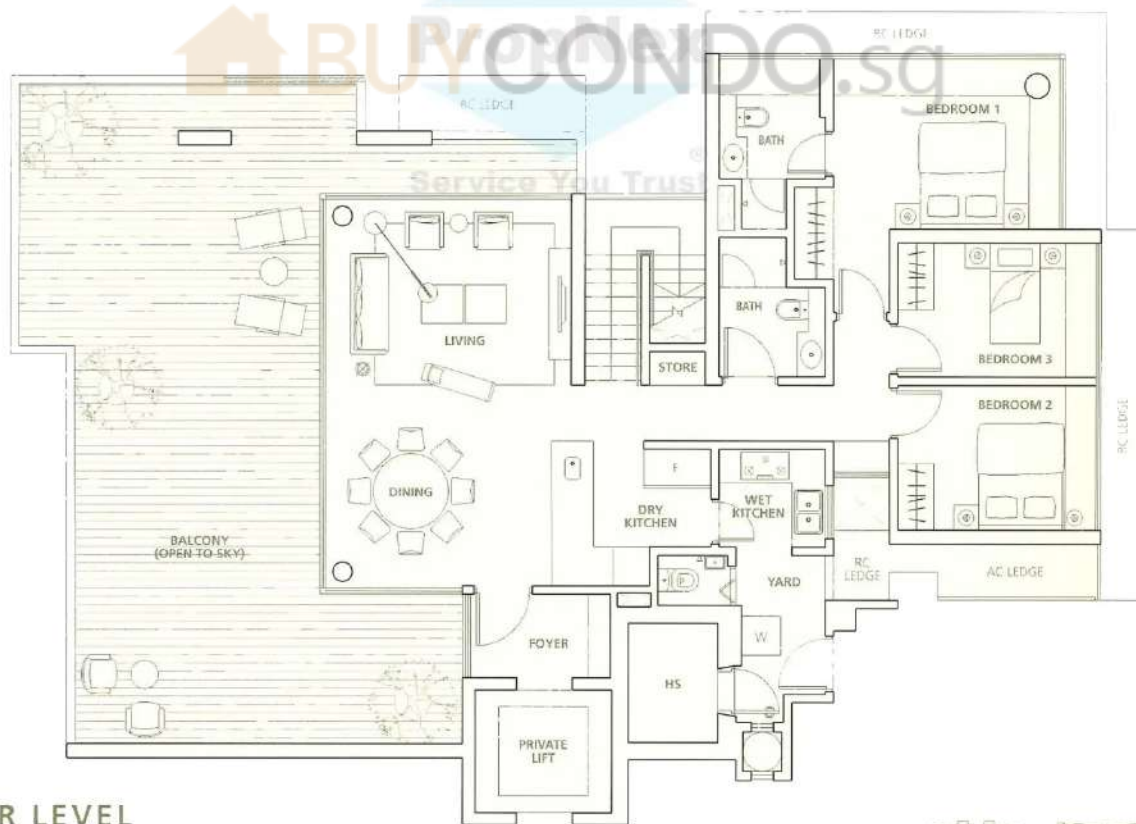 BUYCONDO.sg
PropNex
Service You Trust
®
RC LEDGE
RC LEDGE
BEDROOM 1
BATH
BATH
LIVING
STORE
BEDROOM 3
BEDROOM 2
RC LEDGE
DINING
F
DRY
KITCHEN
WET
KITCHEN
BALCONY
(OPEN TO SKY)
YARD
RC
LEDGE
AC LEDGE
FOYER
W
HS
PRIVATE
LIFT
R LEVEL